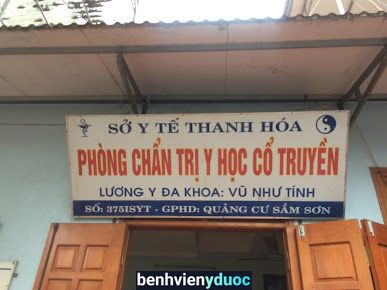 SỞ Y TẾ THANH HÓA
PHÒNG CHẨN TRỊ Y HỌC CỔ TRUYỀN
LƯƠNG Y ĐA KHOA: VŨ NHƯ TÍNH
SỐ: 375ISYT - GPHĐ: QUẢNG CƯ SẦM SƠN
benhvienyduoc